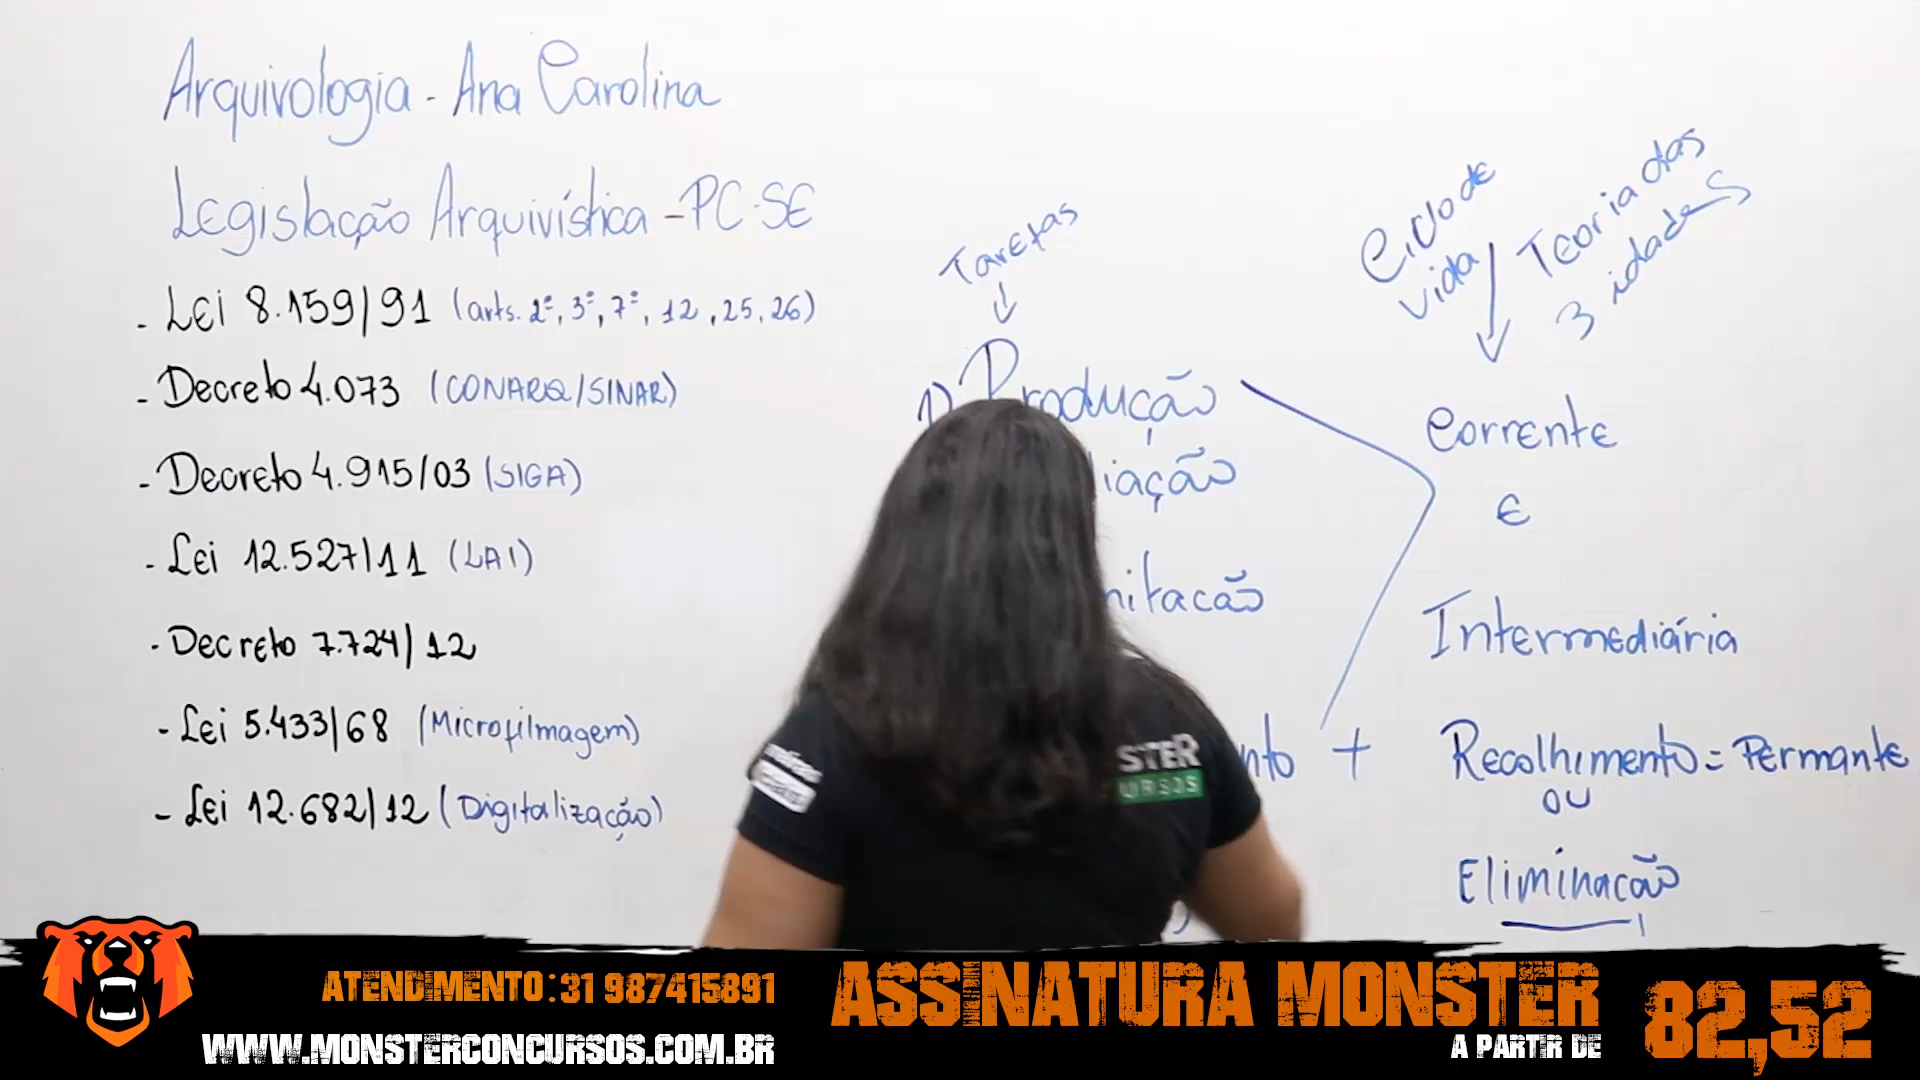 Arquivologia - Ana Carolina
Legislação Arquivística - PC-SE
- Lei 8.159/91 (arts. 2º, 3º, 7º, 12, 25, 26)
- Decreto 4.073 (CONARQ/SINAR)
- Decreto 4.915/03 (SIGA)
- Lei 12.527/11 (LAI)
- Decreto 7.724/12
- Lei 5.433/68 (Microfilmagem)
- Lei 12.682/12 (Digitalização)
Tarefas
1) Produção
+
Ciclo de
vida
Teoria das
3 idades
Corrente
E
Intermediária
Recolhimento = Permante
OU
Eliminação
STER
URSOS
ATENDIMENTO: 31 987415891
WWW.MONSTERCONCURSOS.COM.BR
ASSINATURA MONSTER
A PARTIR DE
82,52